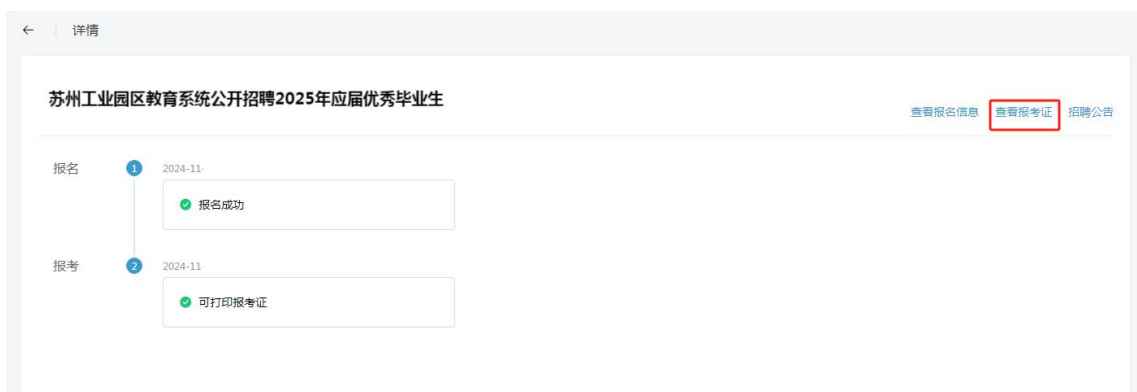 ← 详情
苏州工业园区教育系统公开招聘2025年应届优秀毕业生
查看报名信息 查看报考证 招聘公告
报名 1 2024-11-
报名成功
报考 2 2024-11
可打印报考证